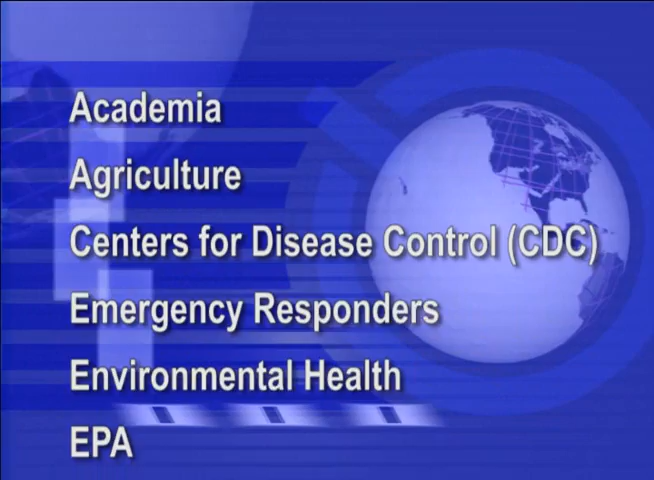 Academia
Agriculture
Centers for Disease Control (CDC)
Emergency Responders
Environmental Health
EPA